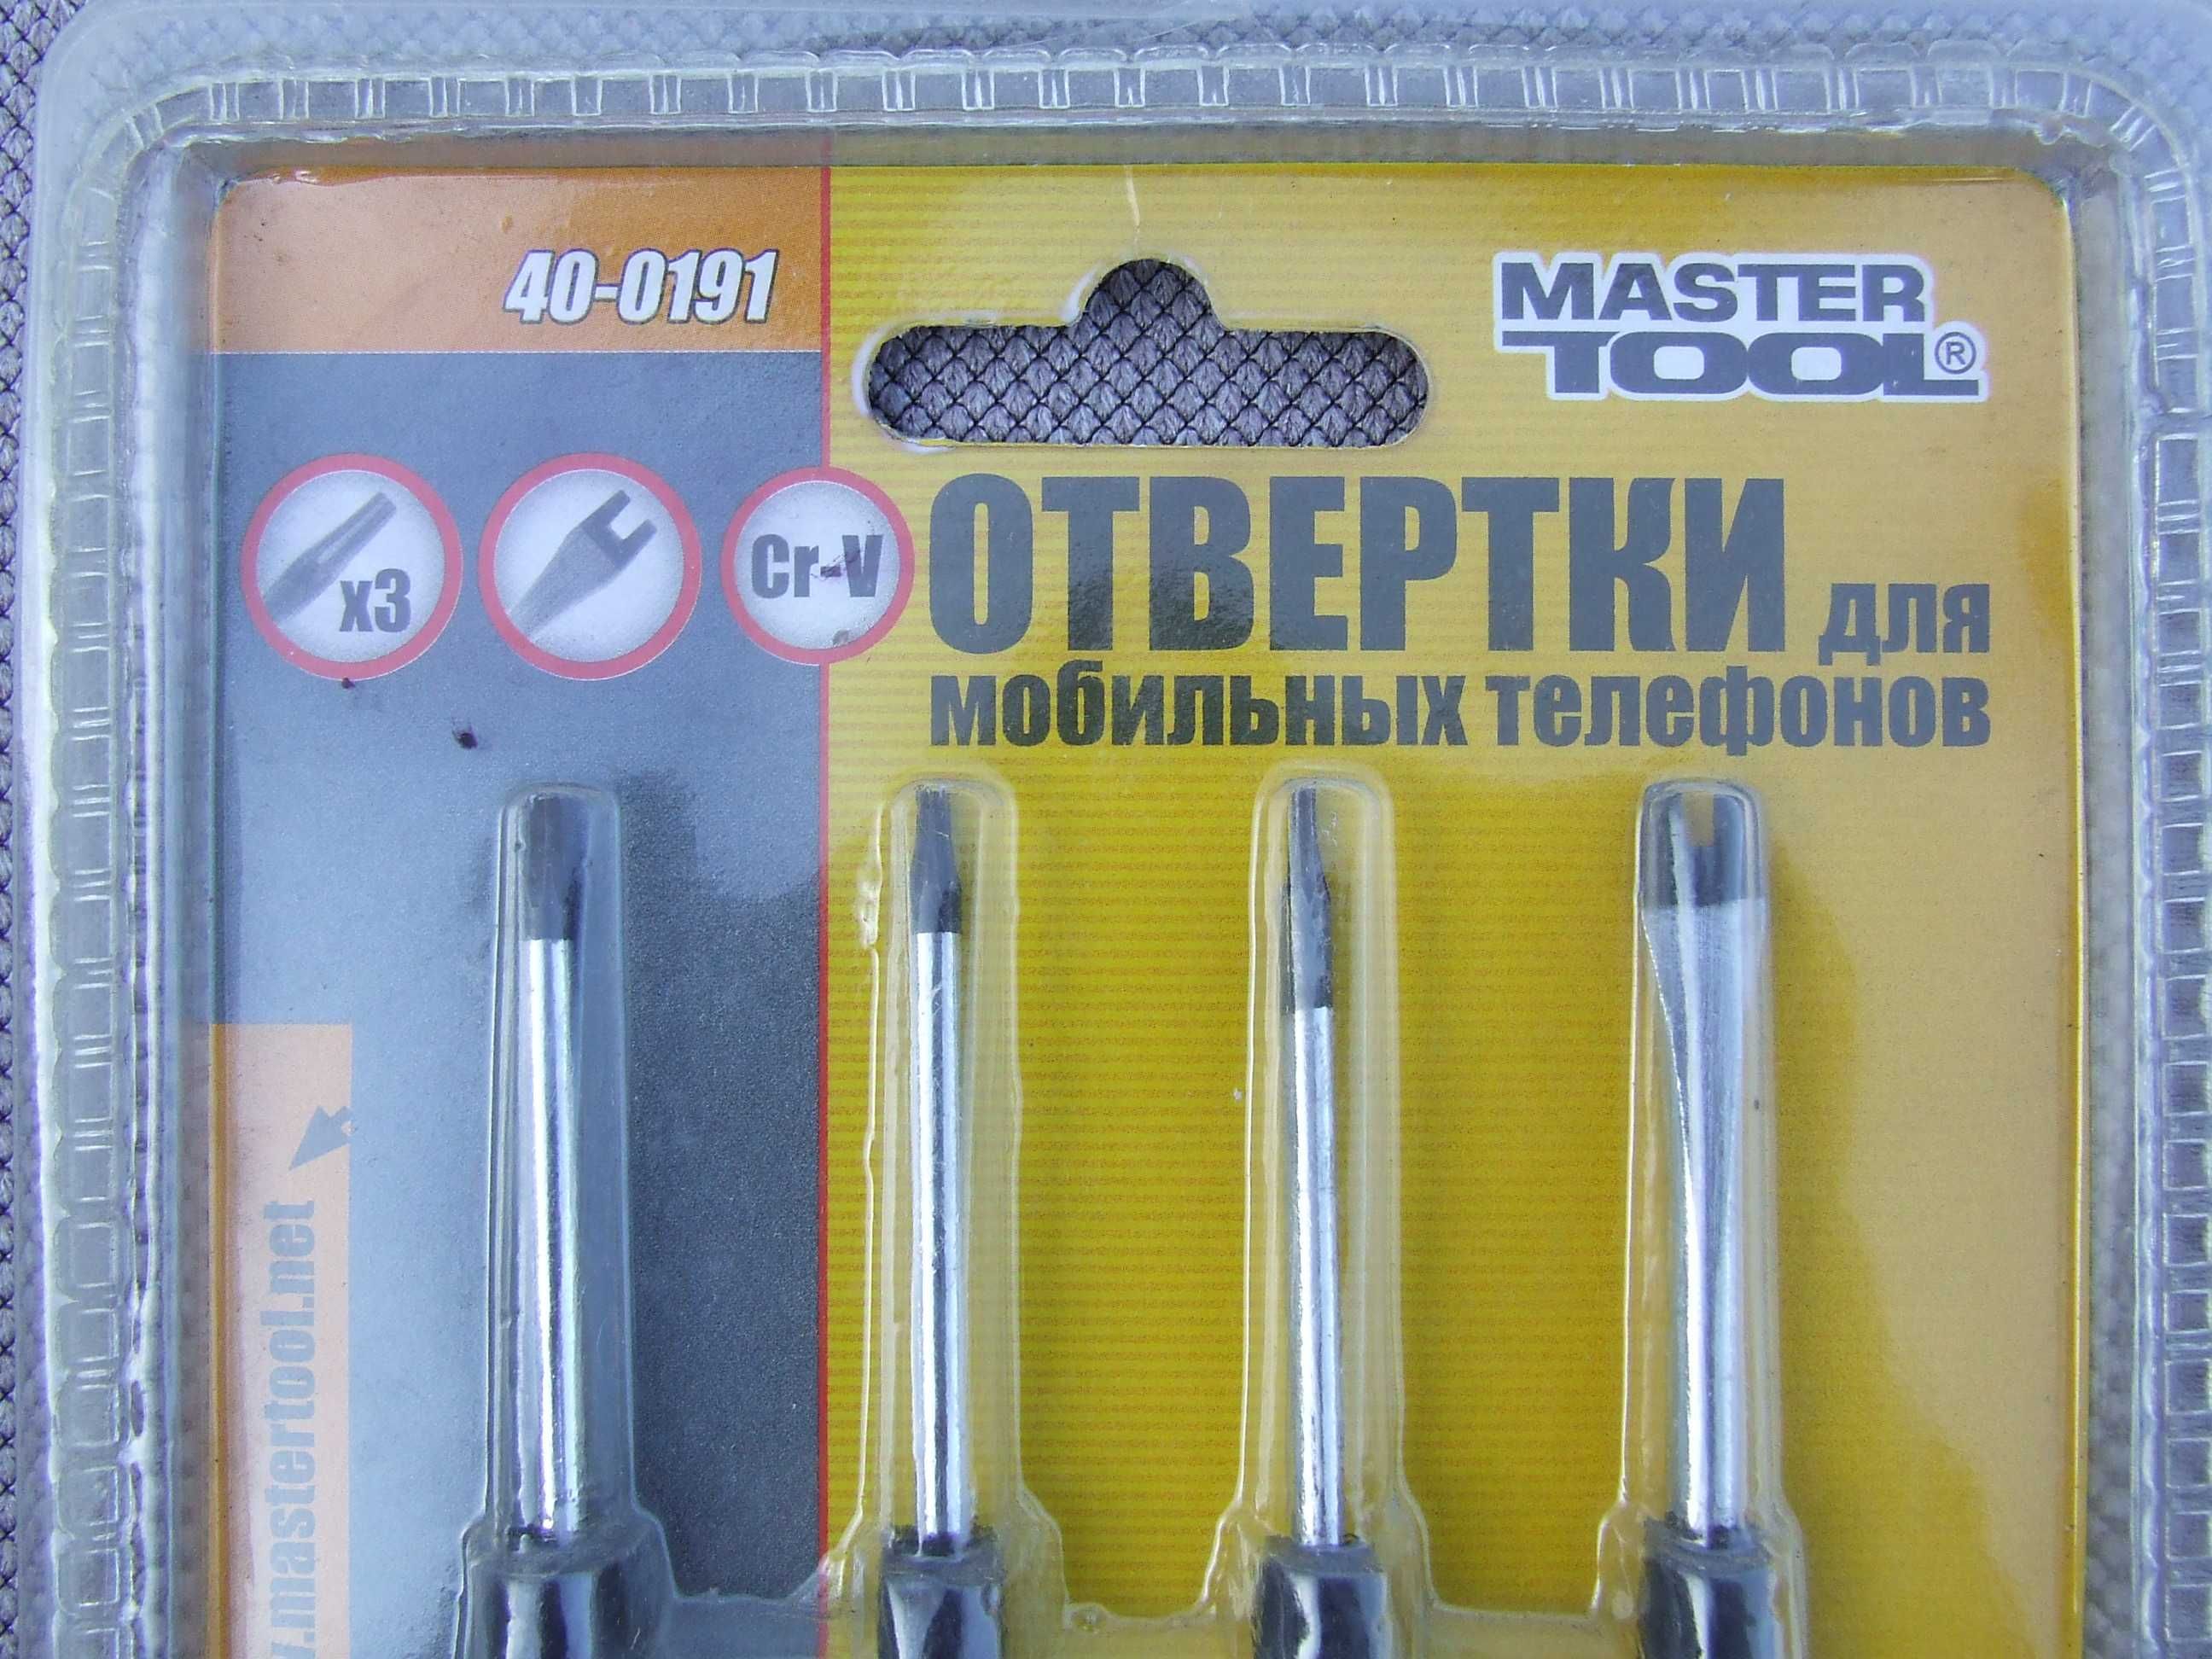 40-0191
MASTER
TOOL®
x3
Cr-V
ОТВЕРТКИ для
мобильных телефонов
.mastertool.net